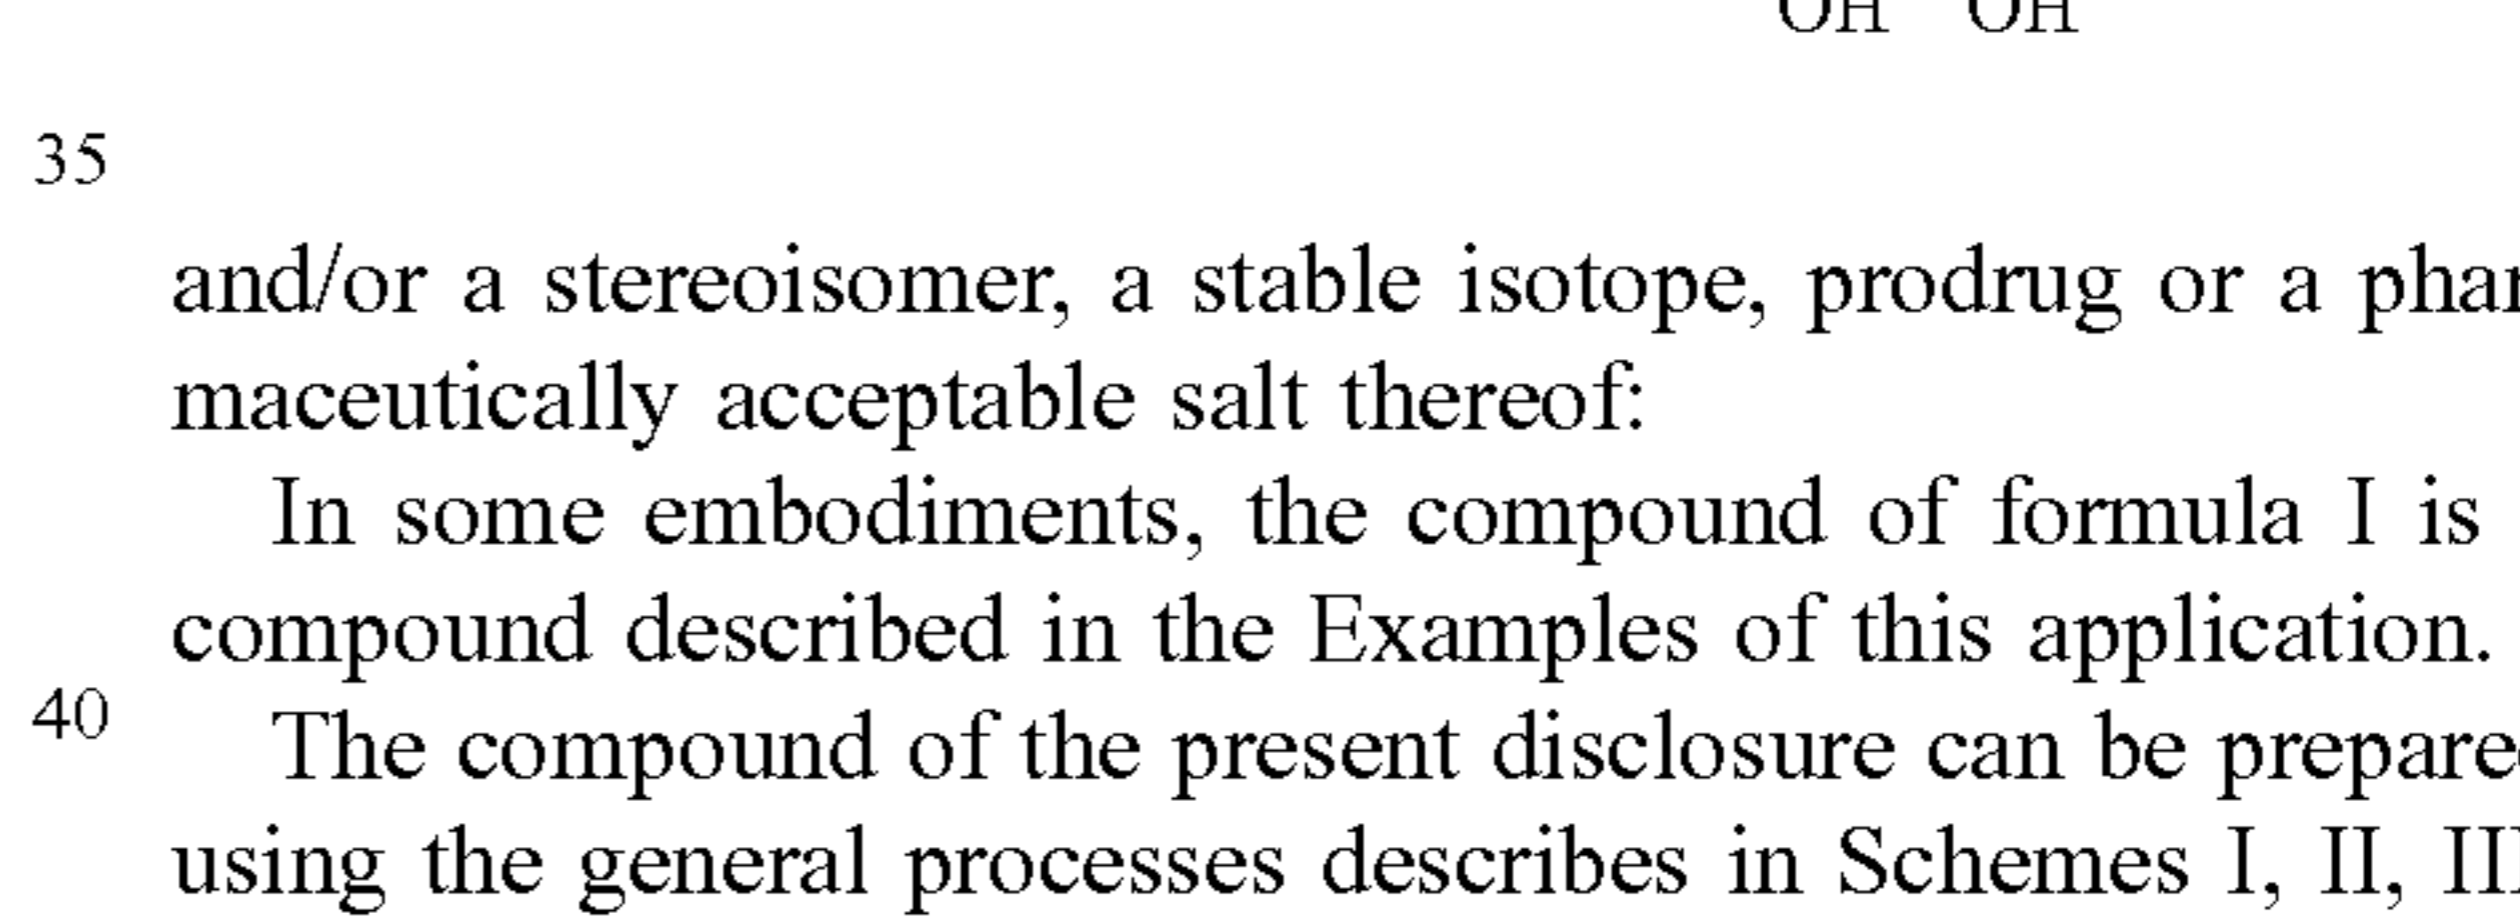 OH OH
35
and/or a stereoisomer, a stable isotope, prodrug or a phar
maceutically acceptable salt thereof:
In some embodiments, the compound of formula I is
compound described in the Examples of this application.
40
The compound of the present disclosure can be prepared
using the general processes describes in Schemes I, II, III